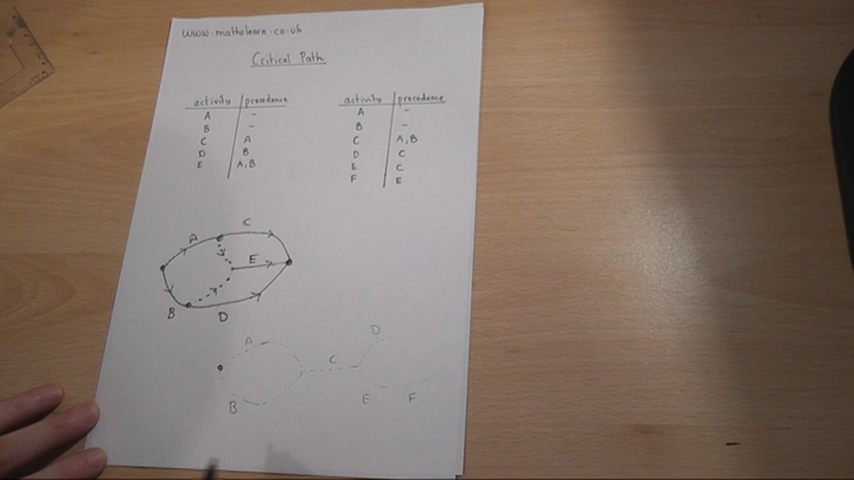 www.mathslearn.co.uk
Critical Path
activity precedence
A -
B -
C A
D B
E A,B
activity precedence
A -
B -
C A,B
D C
E C
F E
A C
E
B D
A D
C
B E F